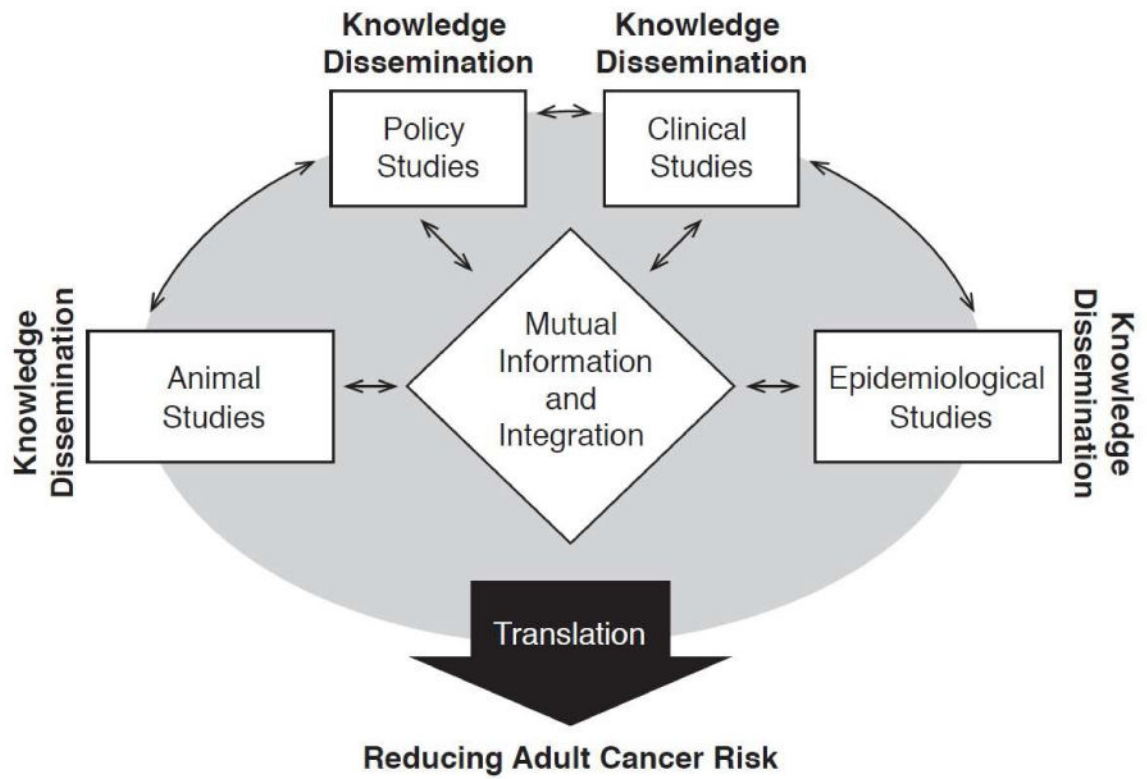 Knowledge
Dissemination
Knowledge
Dissemination
Policy
Studies
Clinical
Studies
Knowledge
Dissemination
Animal
Studies
Mutual
Information
and
Integration
Epidemiological
Studies
Knowledge
Dissemination
Translation
Reducing Adult Cancer Risk